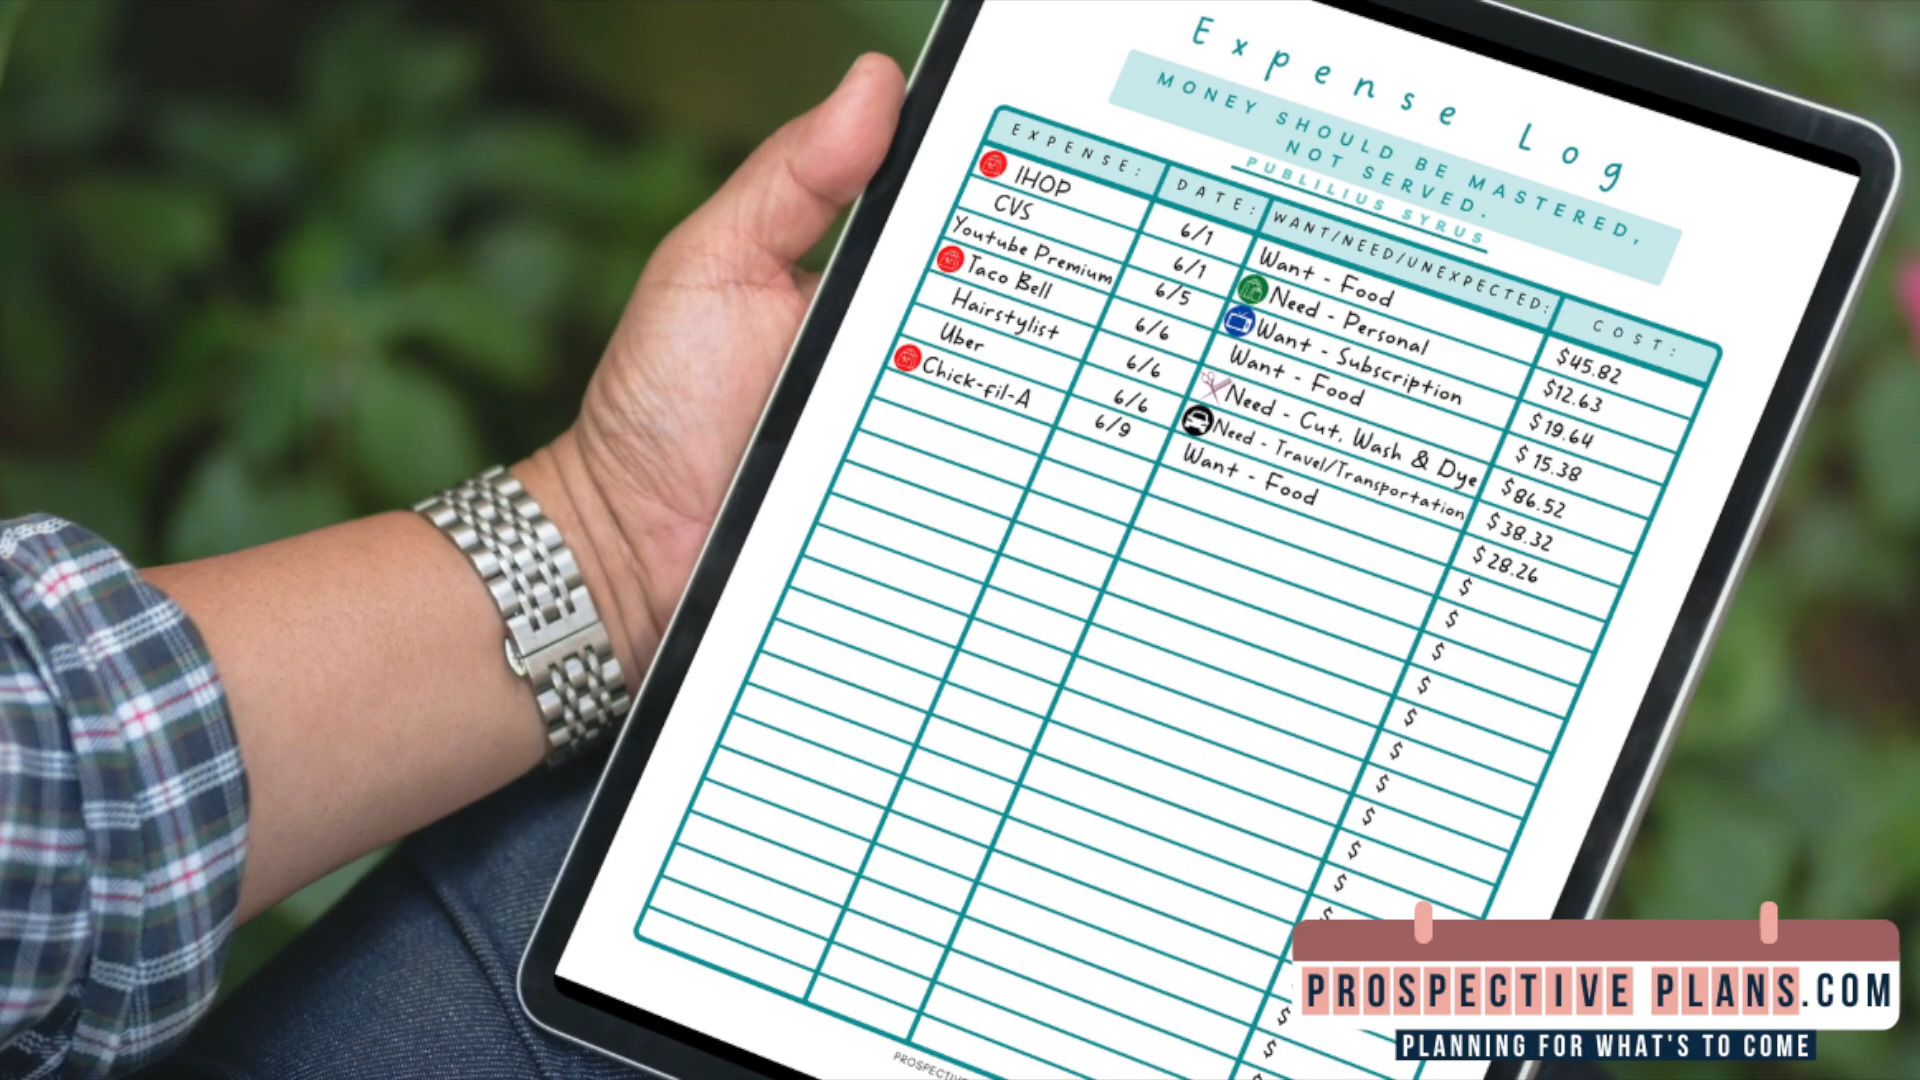 Expense Log
MONEY SHOULD BE MASTERED,
NOT SERVED.
PUBLILIUS SYRUS
EXPENSE: DATE: WANT/NEED/UNEXPECTED: COST:
IHOP 6/1 Want - Food $45.82
CVS 6/1 Need - Personal $12.63
Youtube Premium 6/5 Want - Subscription $19.64
Taco Bell 6/6 Want - Food $15.38
Hairstylist 6/6 Need - Cut, Wash & Dye $86.52
Uber 6/6 Need - Travel/Transportation $38.32
Chick-fil-A 6/9 Want - Food $28.26
$
$
$
$
$
$
$
$
$
$
$
$
$
PROSPECTIVE
PROSPECTIVE PLANS.COM
PLANNING FOR WHAT'S TO COME